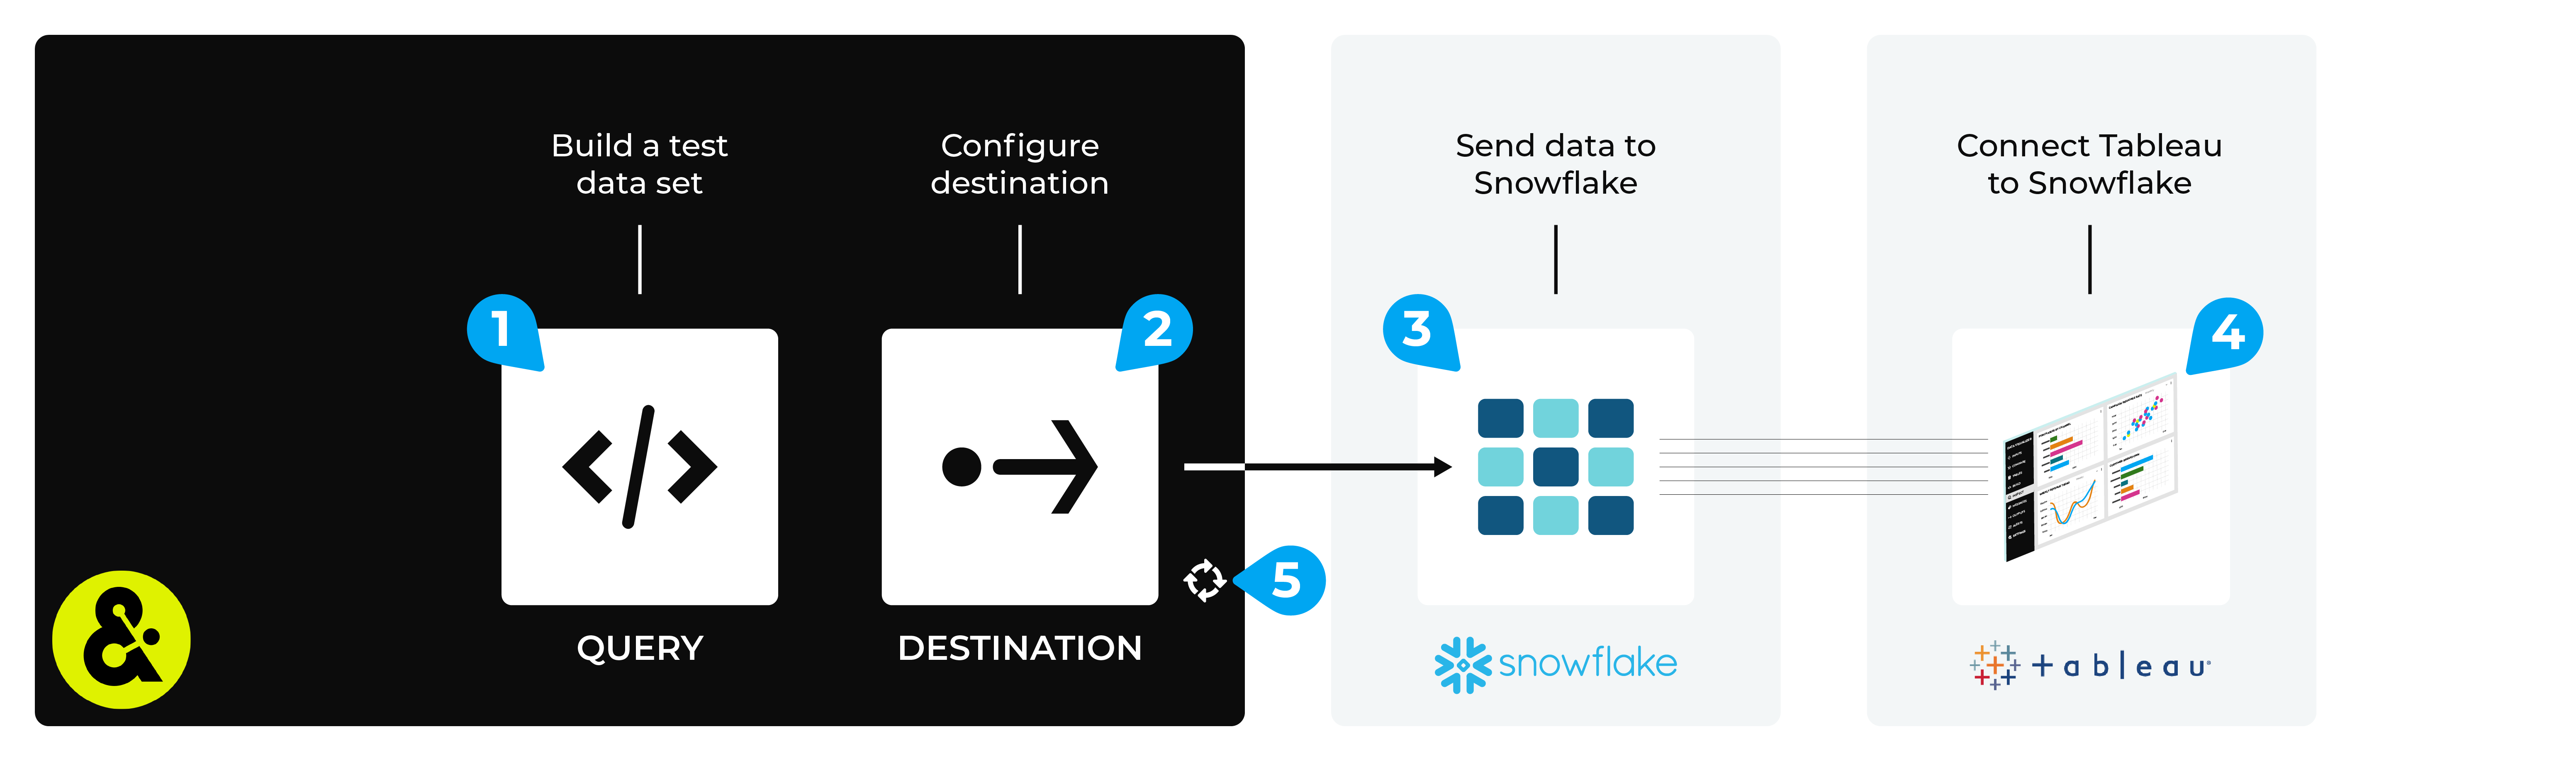 Build a test
data set
Configure
destination
Send data to
Snowflake
Connect Tableau
to Snowflake
1
2
3
4
5
QUERY
DESTINATION
snowflake
+ableau®
&